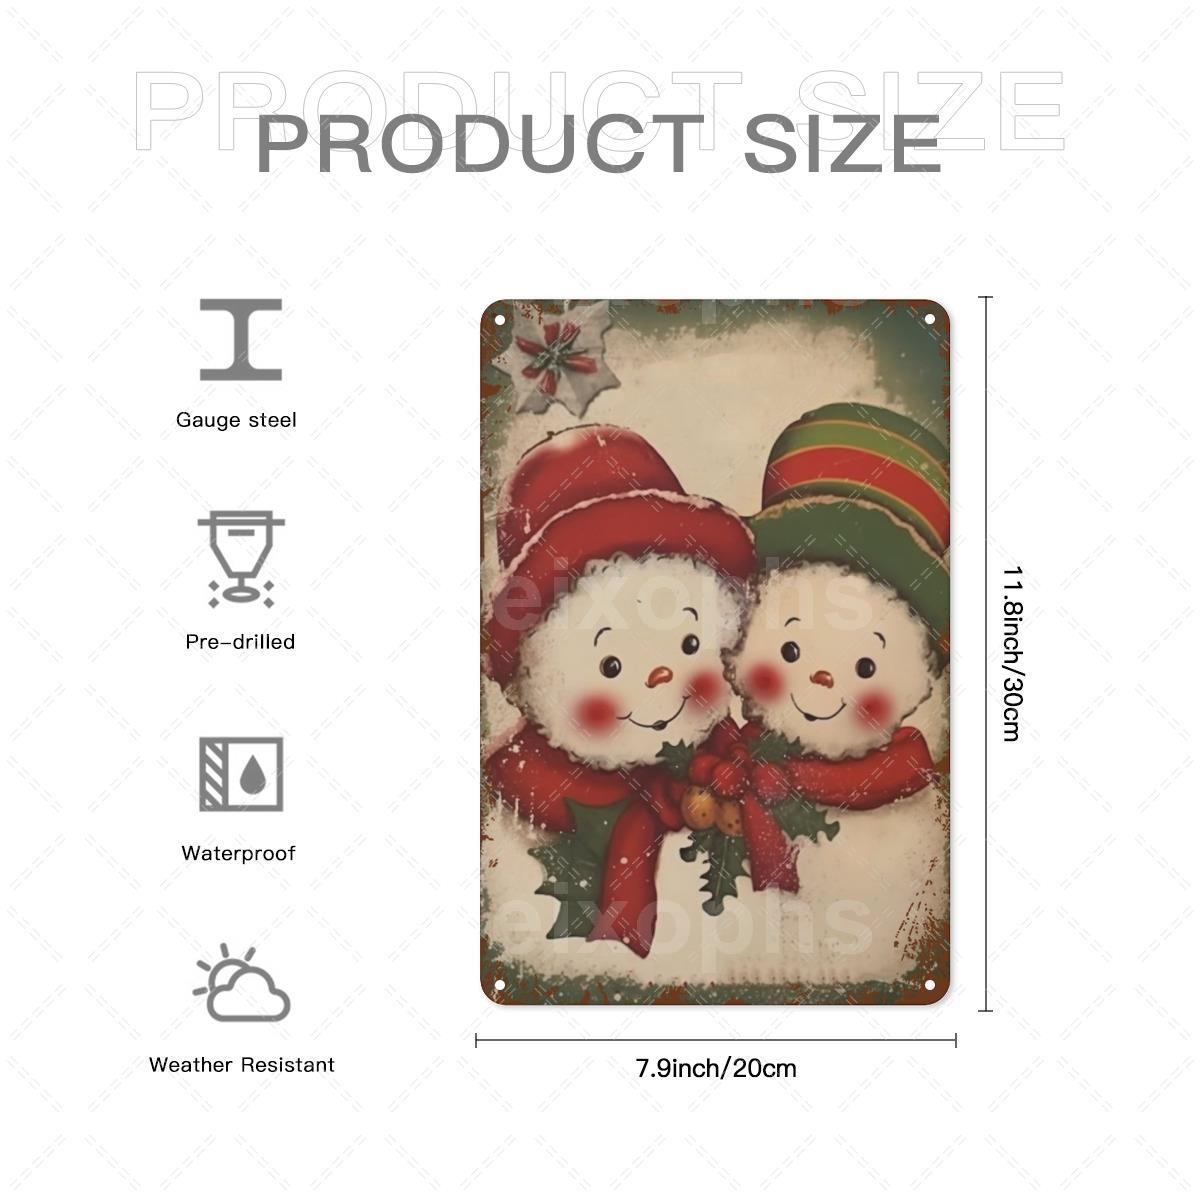 PRODUCT SIZE
PRODUCT SIZE
Gauge steel
Pre-drilled
Waterproof
Weather Resistant
eixophs
eixophs
11.8inch/30cm
7.9inch/20cm